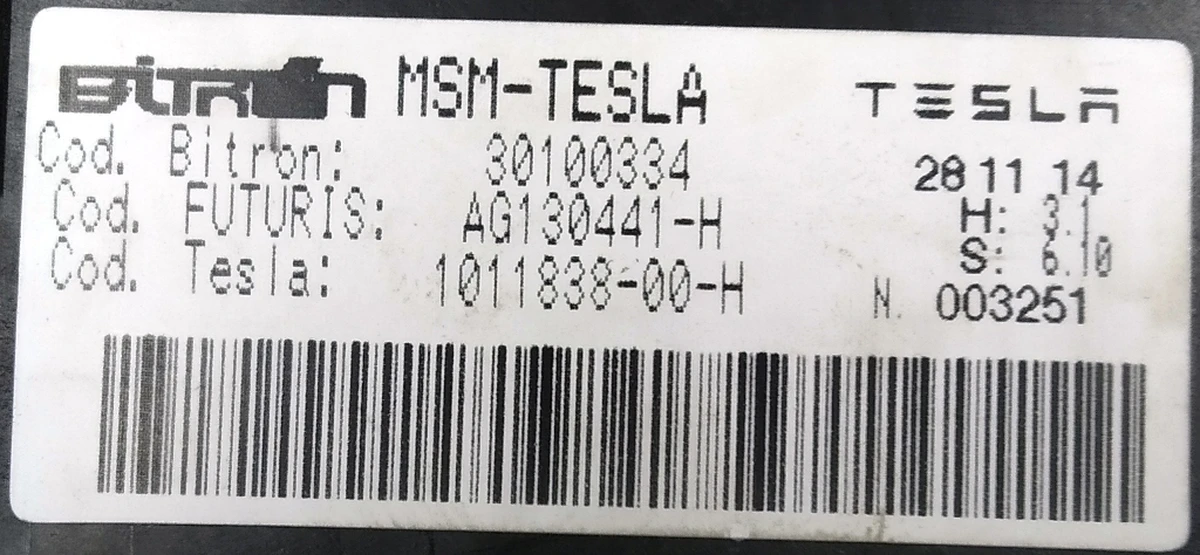 BiTRon MSM-TESLA TESLA
Cod. Bitron: 30100334 28 11 14
Cod. FUTURIS: AG130441-H H: 3.1
Cod. Tesla: 1011838-00-H S: 6.10
N. 003251